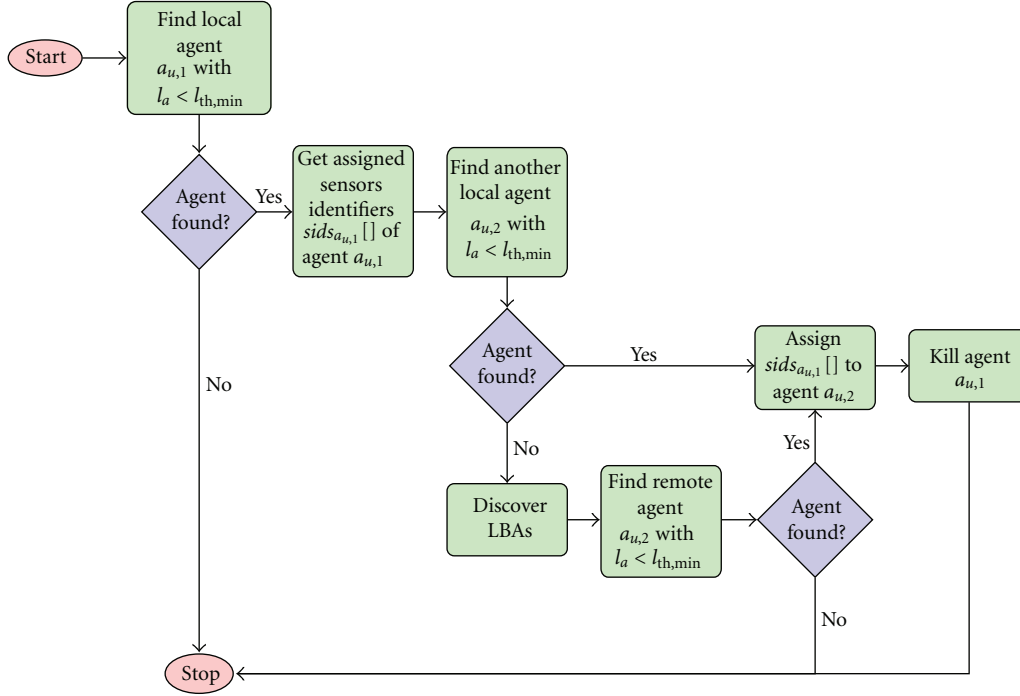 Start
Find local
agent
a_{u,1} with
l_a < l_{th,min}
Agent
found?
Yes
Get assigned
sensors
identifiers
sids_{a_{u,1}} [] of
agent a_{u,1}
Find another
local agent
a_{u,2} with
l_a < l_{th,min}
No
Agent
found?
Yes
Assign
sids_{a_{u,1}} [] to
agent a_{u,2}
Kill agent
a_{u,1}
No
Discover
LBAs
Find remote
agent
a_{u,2} with
l_a < l_{th,min}
Yes
Agent
found?
No
Stop